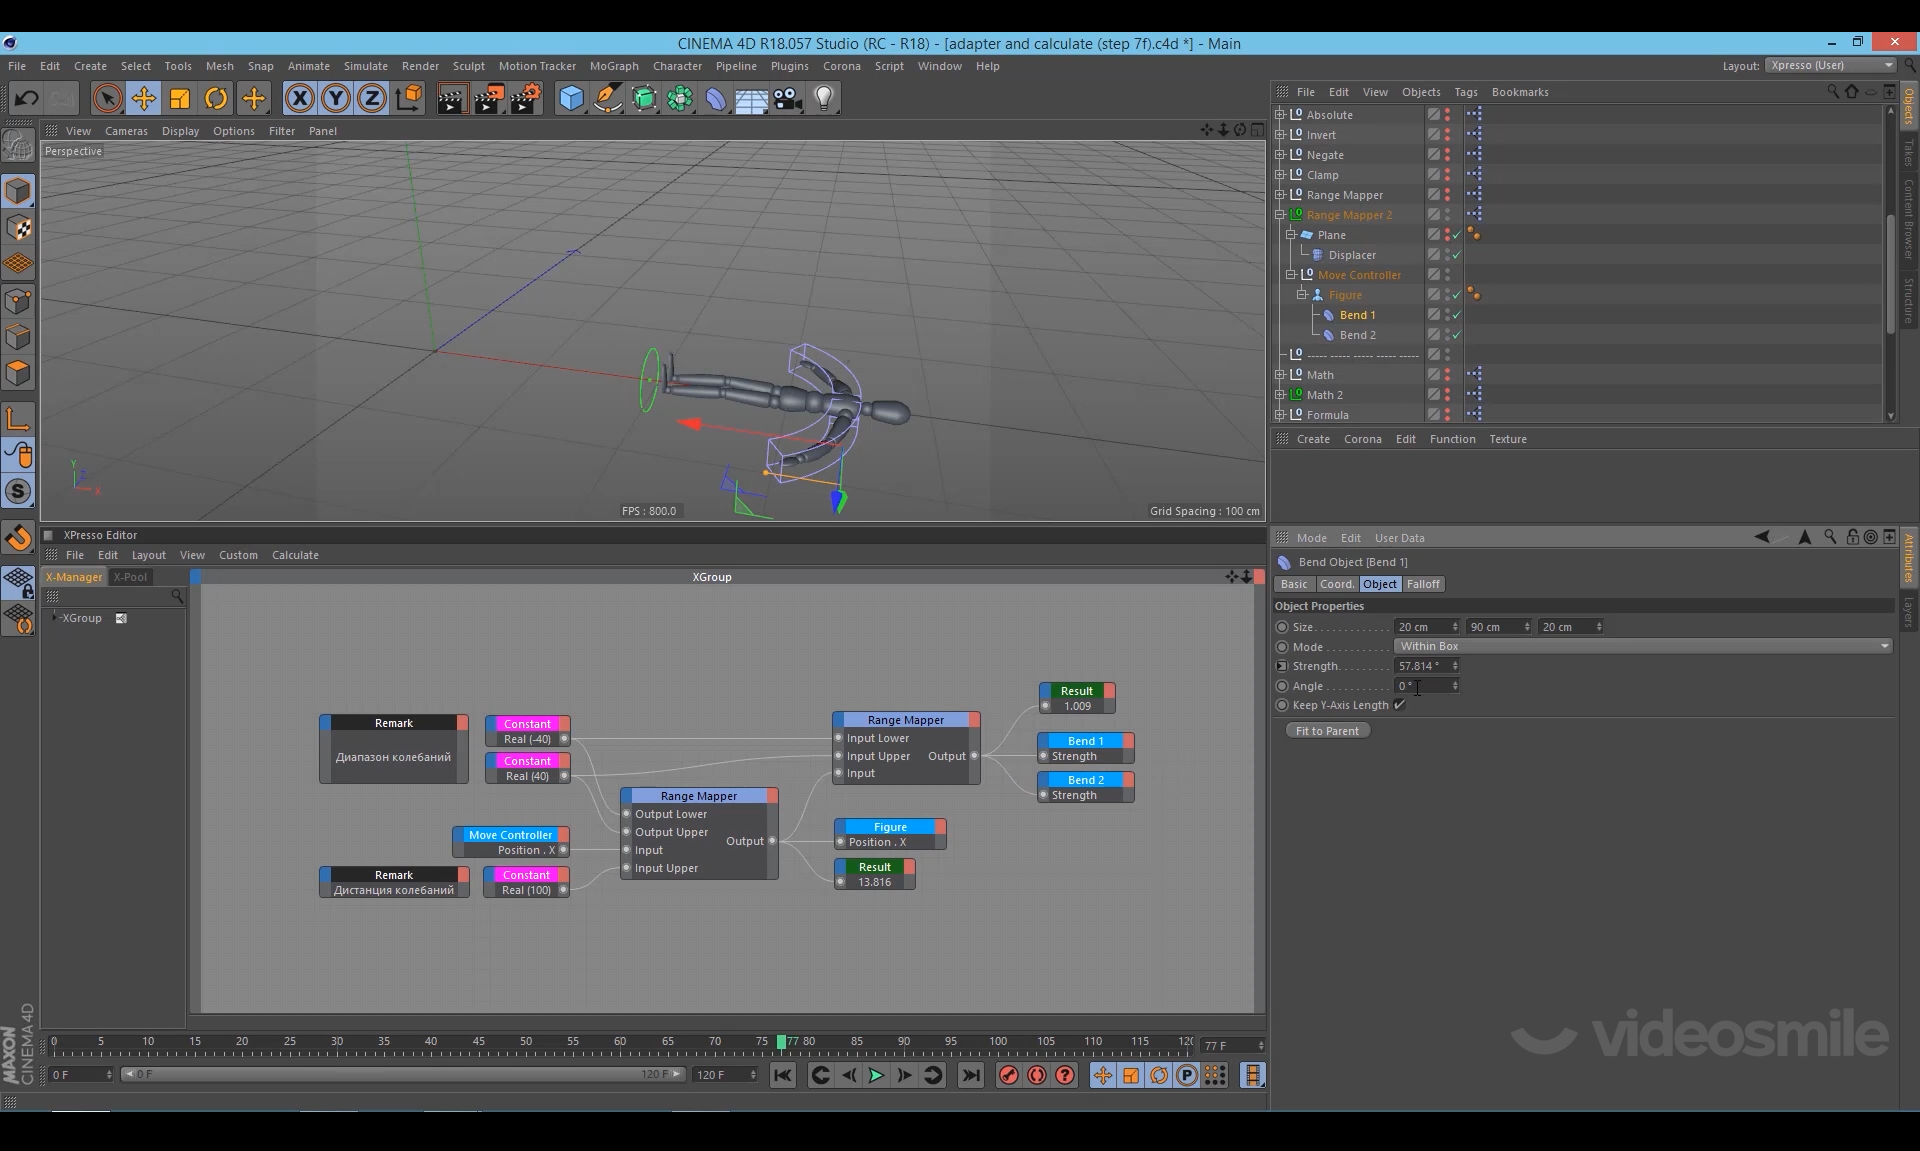 CINEMA 4D R18.057 Studio (RC - R18) - [adapter and calculate (step 7f).c4d *] - Main
File Edit Create Select Tools Mesh Snap Animate Simulate Render Sculpt Motion Tracker MoGraph Character Pipeline Plugins Corona Script Window Help
Layout: Xpresso (User)
File Edit View Objects Tags Bookmarks
View Cameras Display Options Filter Panel
Perspective
Absolute
Invert
Negate
Clamp
Range Mapper
Range Mapper 2
Plane
Displacer
Move Controller
Figure
Bend 1
Bend 2
----- ----- ----- ----- -----
Math
Math 2
Formula
Objects
Takes
Content Browser
Structure
FPS : 800.0
Grid Spacing : 100 cm
Y
Z
X
Create Corona Edit Function Texture
XPresso Editor
File Edit Layout View Custom Calculate
X-Manager X-Pool
XGroup
XGroup
Remark
Диапазон колебаний
Constant
Real (-40)
Constant
Real (40)
Move Controller
Position . X
Remark
Дистанция колебаний
Constant
Real (100)
Range Mapper
Output Lower
Output Upper
Input
Input Upper
Output
Range Mapper
Input Lower
Input Upper
Input
Output
Result
1.009
Bend 1
Strength
Bend 2
Strength
Figure
Position . X
Result
13.816
Mode Edit User Data
Bend Object [Bend 1]
Basic Coord. Object Falloff
Object Properties
Size 20 cm 90 cm 20 cm
Mode Within Box
Strength 57.814 °
Angle 0 °
Keep Y-Axis Length
Fit to Parent
Attributes
Layers
0 5 10 15 20 25 30 35 40 45 50 55 60 65 70 75 77 80 85 90 95 100 105 110 115 77 F
0 F 0 F 120 F 120 F
MAXON
CINEMA 4D
videosmile